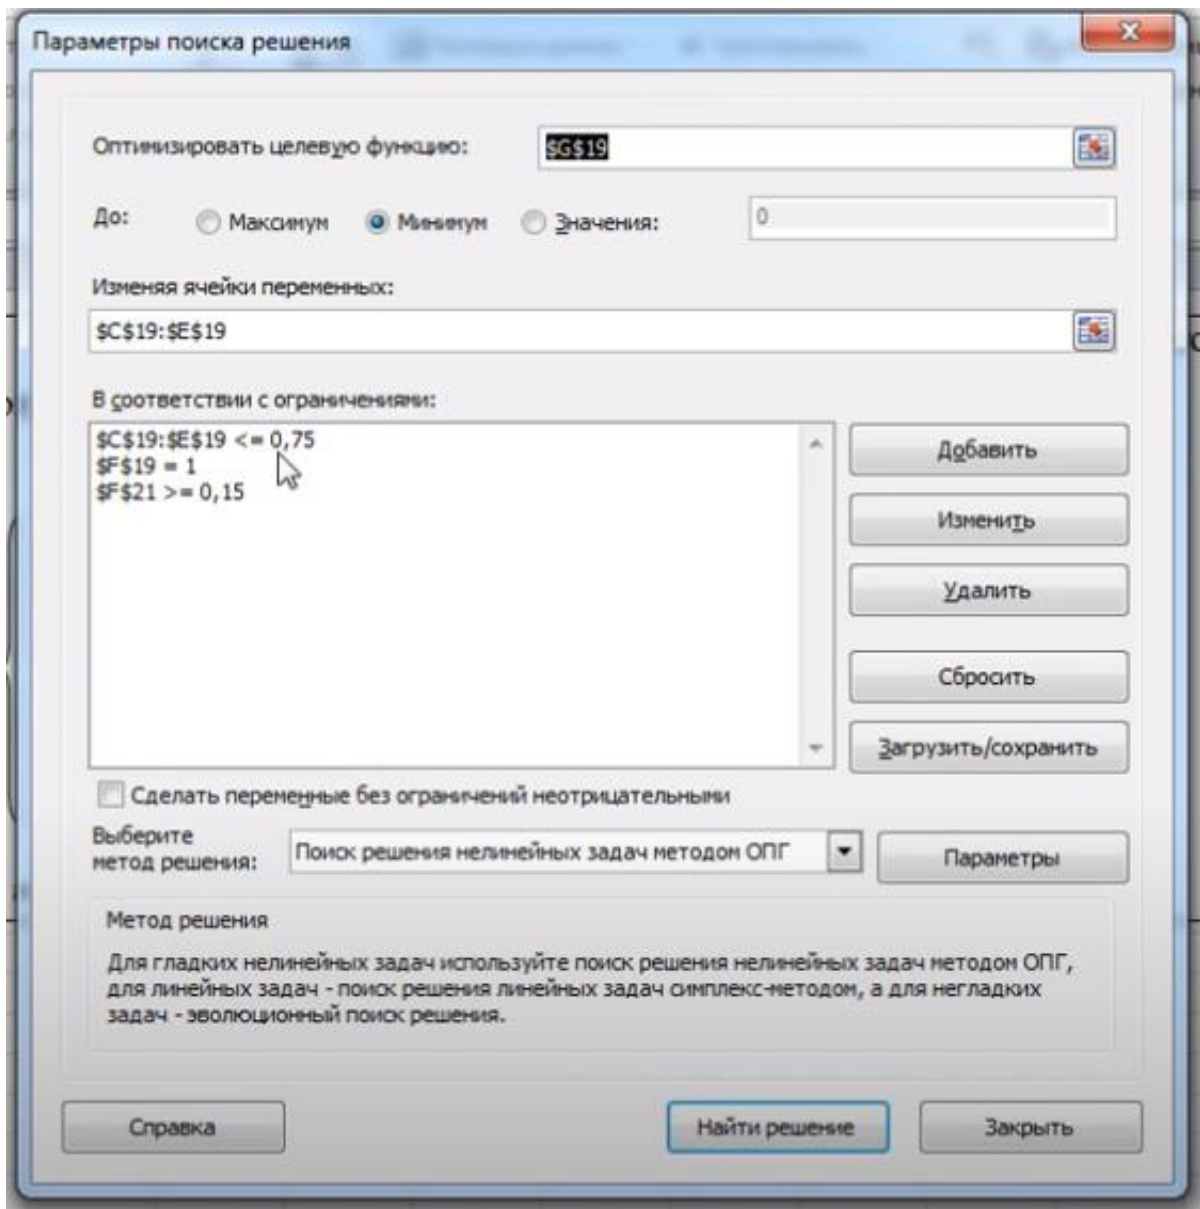 Параметры поиска решения
Оптимизировать целевую функцию: $G$19
До: Максимум Минимум Значения: 0
Изменяя ячейки переменных:
$C$19:$E$19
В соответствии с ограничениями:
$C$19:$E$19 <= 0,75
$F$19 = 1
$F$21 >= 0,15
Добавить
Изменить
Удалить
Сбросить
Загрузить/сохранить
Сделать переменные без ограничений неотрицательными
Выберите
метод решения:
Поиск решения нелинейных задач методом ОПГ
Параметры
Метод решения
Для гладких нелинейных задач используйте поиск решения нелинейных задач методом ОПГ,
для линейных задач - поиск решения линейных задач симплекс-методом, а для негладких
задач - эволюционный поиск решения.
Справка
Найти решение
Закрыть